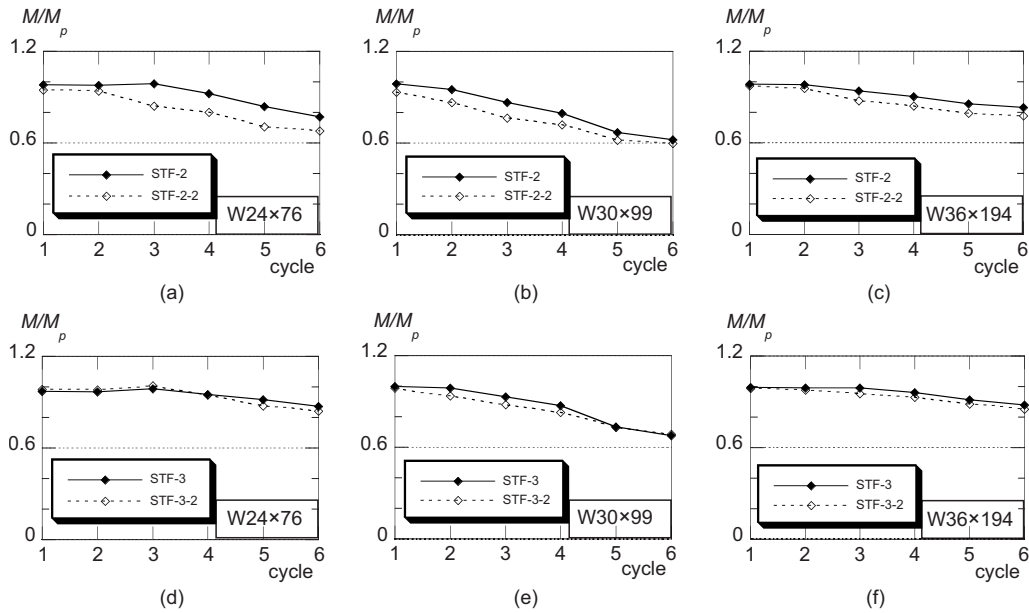 M/Mp
1.2
0.6
0
STF-2
STF-2-2
W24×76
1 2 3 4 5 6
cycle
(a)
M/Mp
1.2
0.6
0
STF-2
STF-2-2
W30×99
1 2 3 4 5 6
cycle
(b)
M/Mp
1.2
0.6
0
STF-2
STF-2-2
W36×194
1 2 3 4 5 6
cycle
(c)
M/Mp
1.2
0.6
0
STF-3
STF-3-2
W24×76
1 2 3 4 5 6
cycle
(d)
M/Mp
1.2
0.6
0
STF-3
STF-3-2
W30×99
1 2 3 4 5 6
cycle
(e)
M/Mp
1.2
0.6
0
STF-3
STF-3-2
W36×194
1 2 3 4 5 6
cycle
(f)